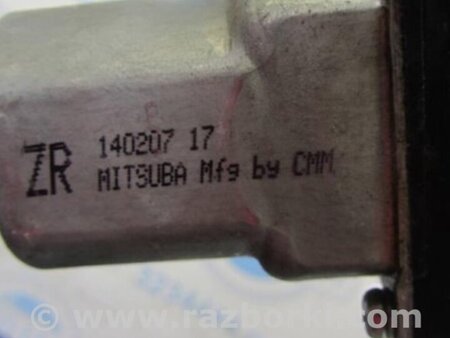 ZR
140207 17
MITSUBA Mfg by CMM
© www.razborki.com